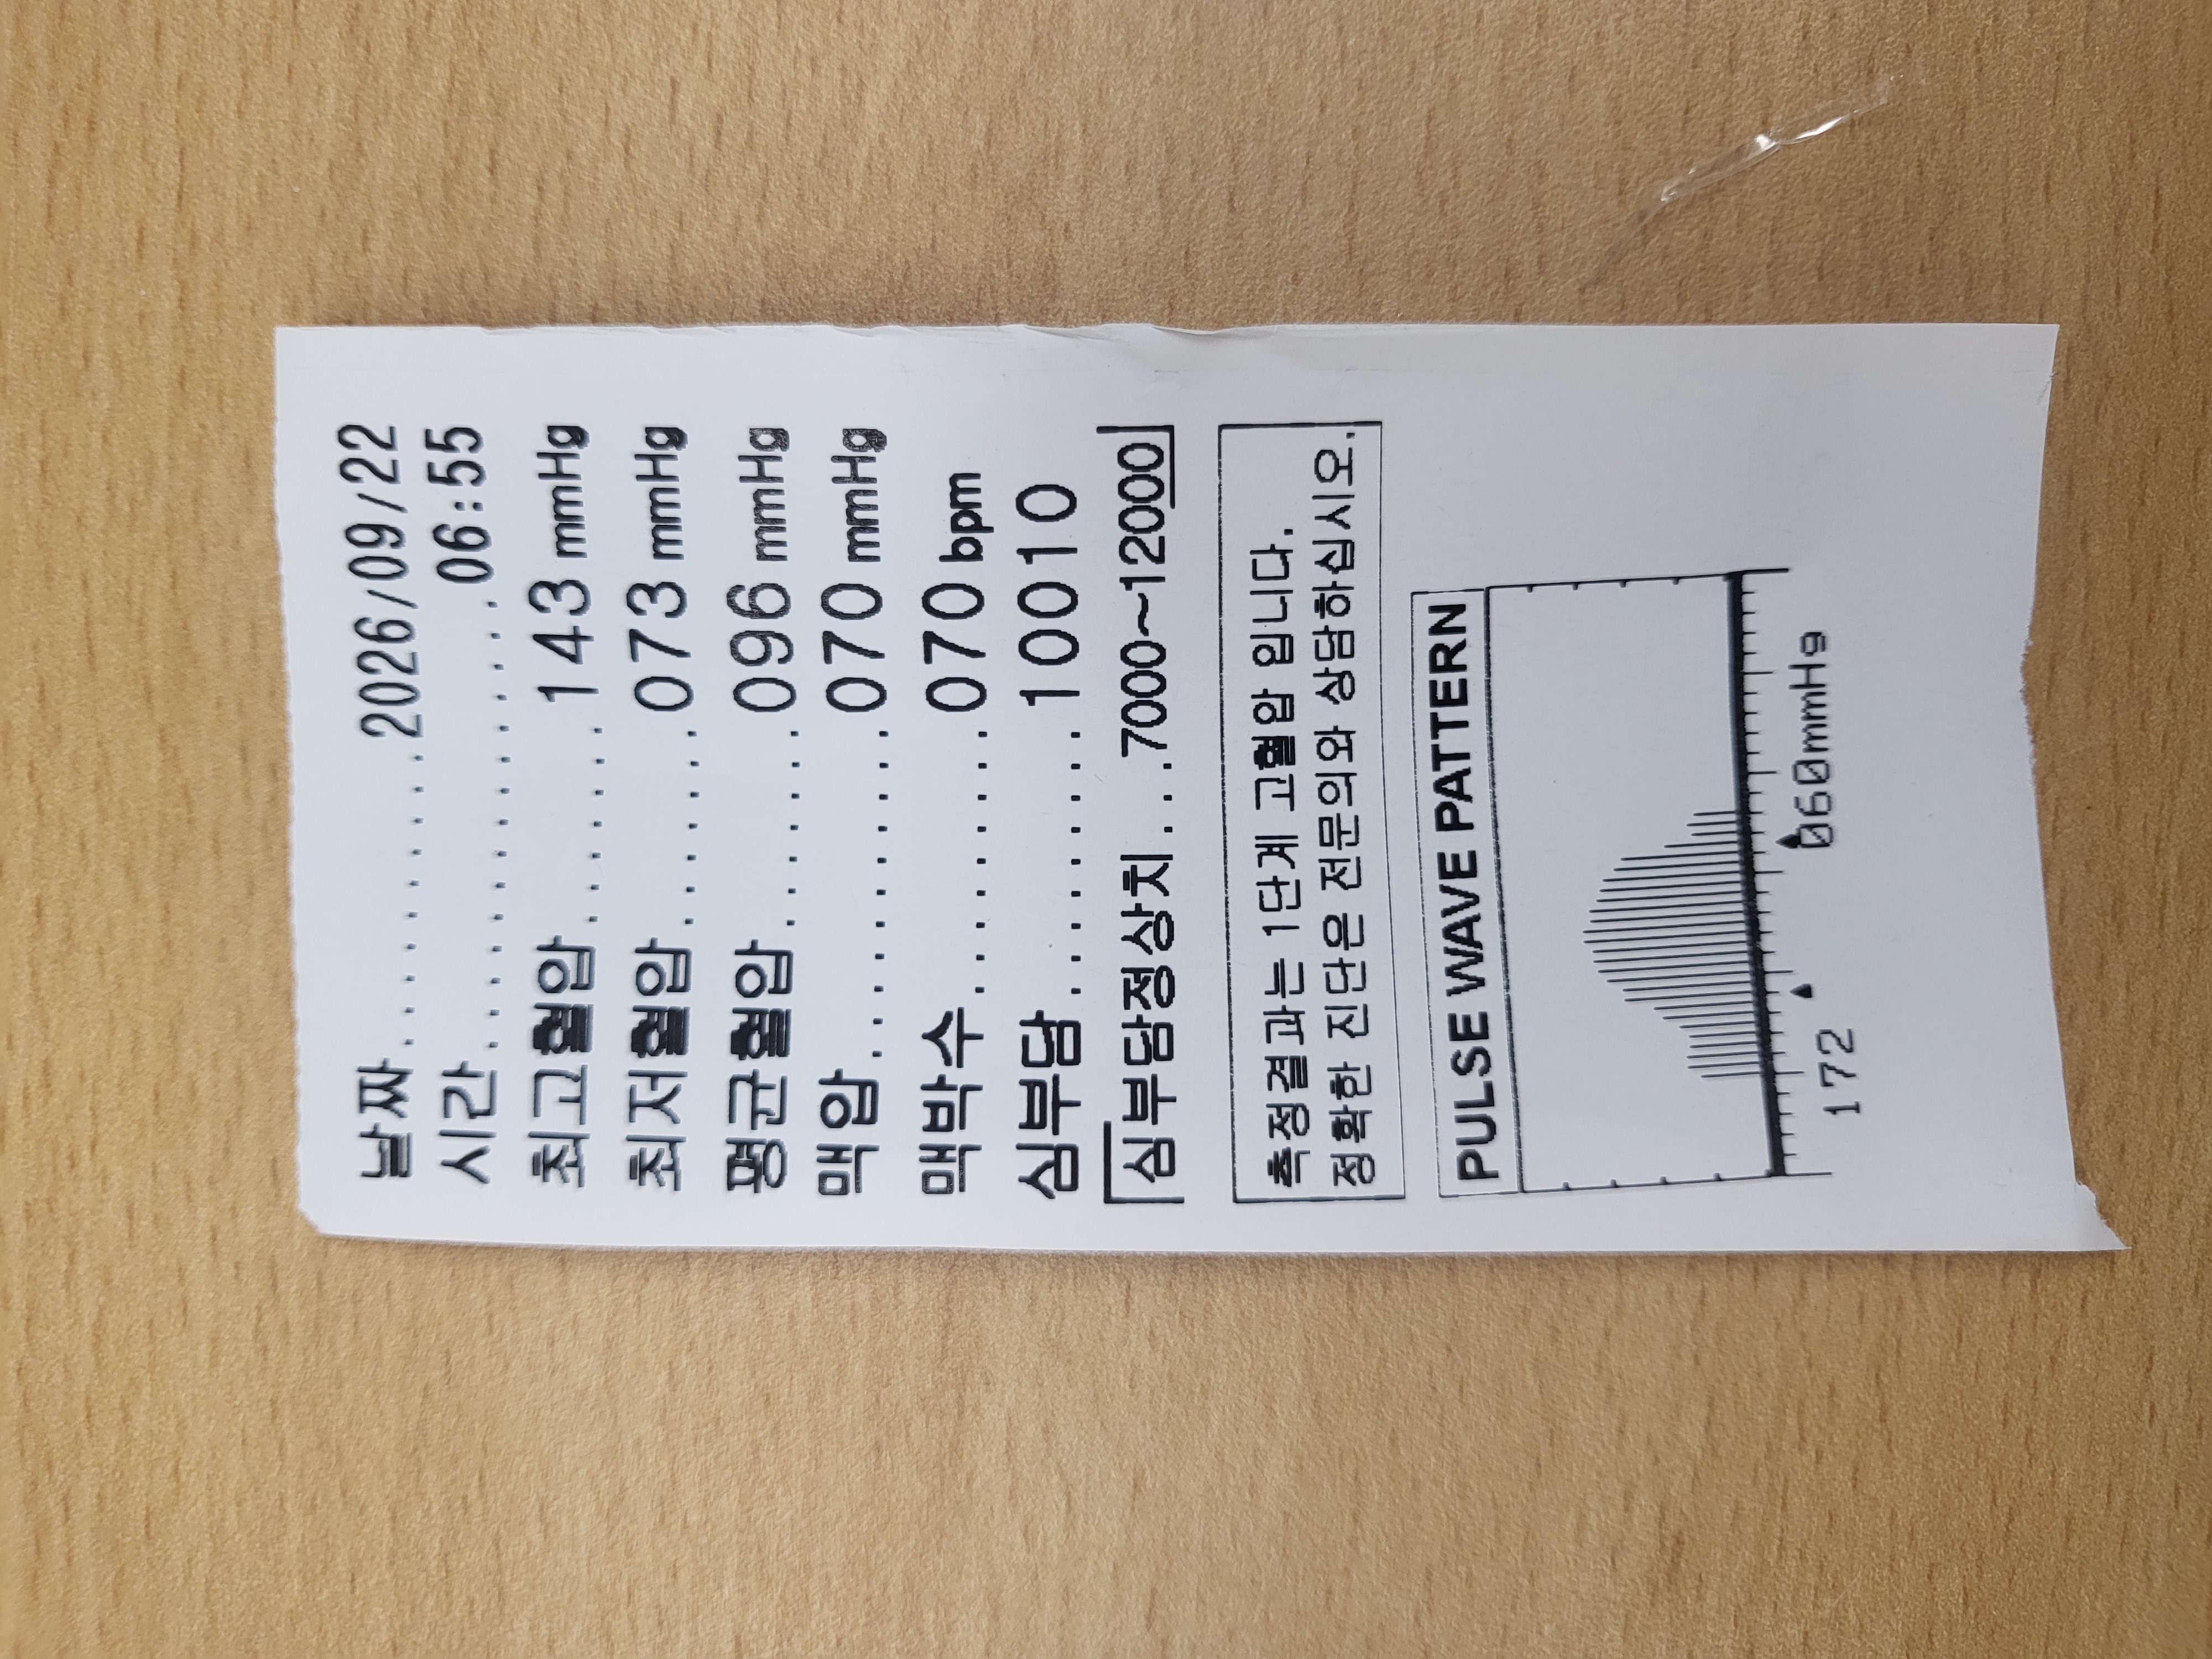 날짜..............2026/09/22
시간..................06:55
최고혈압........143 mmHg
최저혈압........073 mmHg
평균혈압........096 mmHg
맥압............070 mmHg
맥박수..........070 bpm
심부담..........10010
심부담정상치...7000~12000
측정결과는 1단계 고혈압 입니다.
정확한 진단은 전문의와 상담하십시오.
PULSE WAVE PATTERN
172 060mmHg